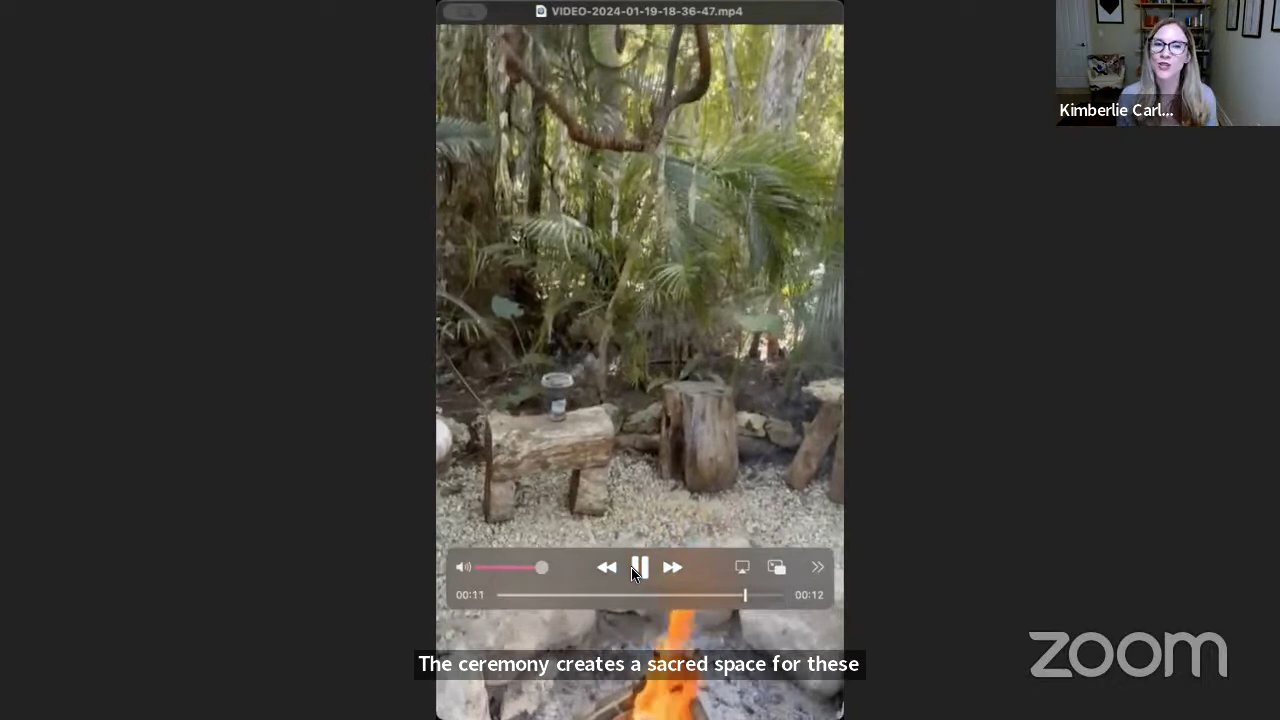 VIDEO-2024-01-19-18-36-47.mp4
Kimberlie Carl...
00:11
00:12
zoom
The ceremony creates a sacred space for these